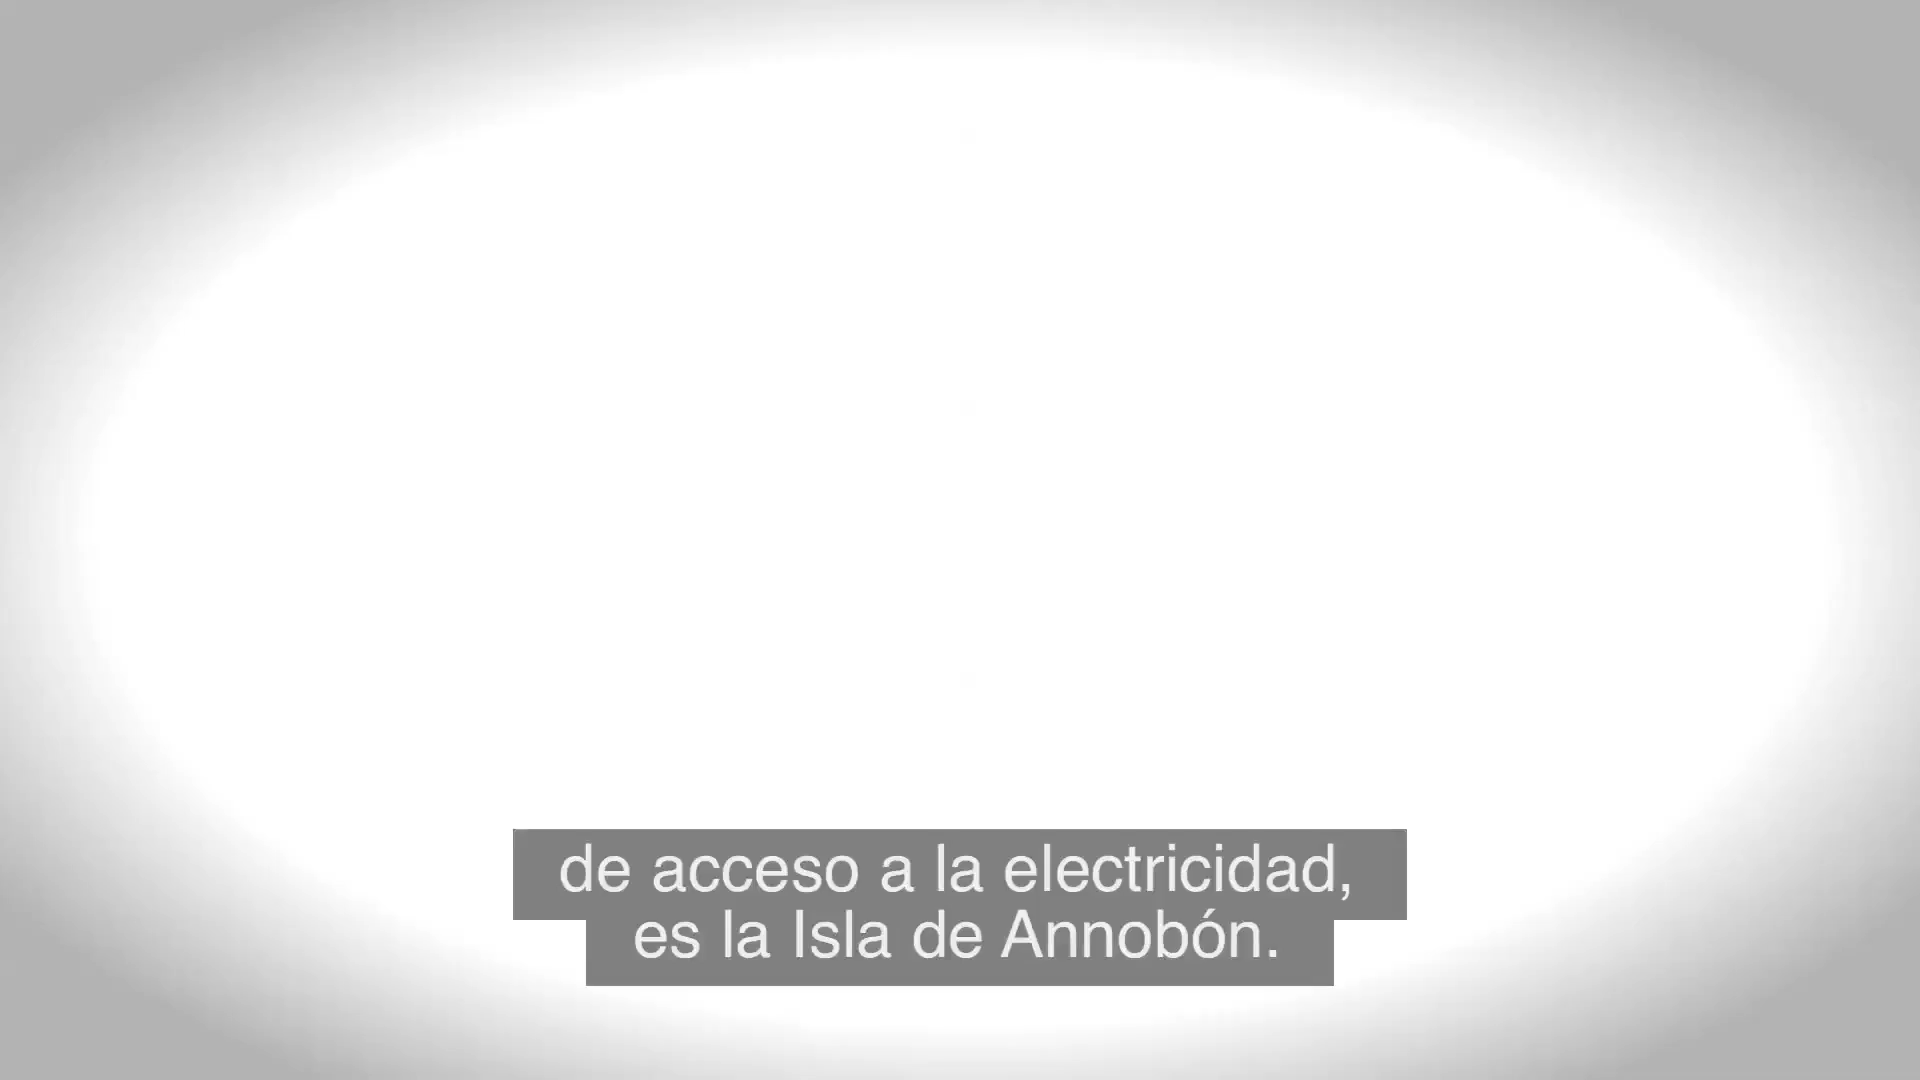 de acceso a la electricidad,
es la Isla de Annobón.